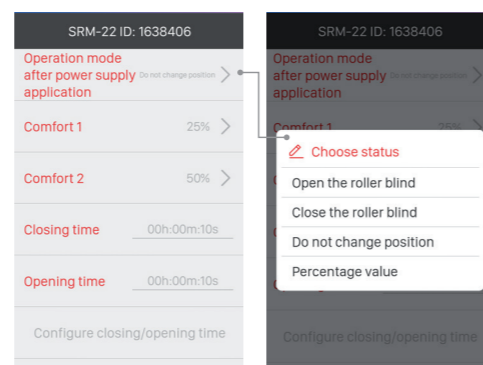 SRM-22 ID: 1638406
Operation mode
after power supply Do not change position
application
Comfort 1 25%
Comfort 2 50%
Closing time 00h:00m:10s
Opening time 00h:00m:10s
Configure closing/opening time
SRM-22 ID: 1638406
Operation mode
after power supply Do not change position
application
Comfort 1 25%
Choose status
Open the roller blind
Close the roller blind
Do not change position
Percentage value
Configure closing/opening time